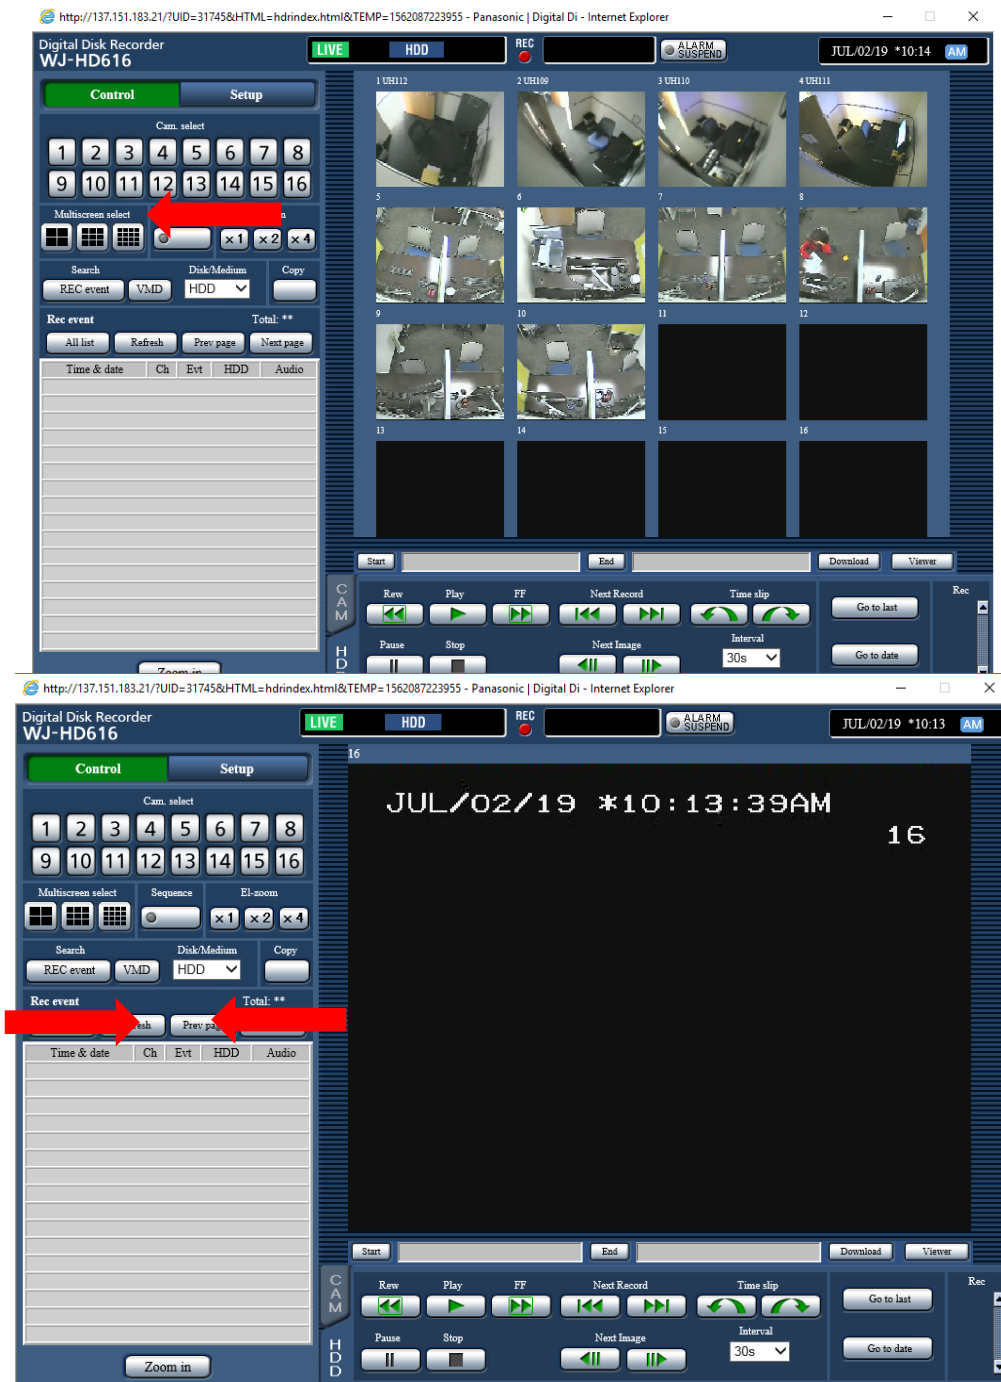 http://137.151.183.21/?UID=31745&HTML=hdrindex.html&TEMP=1562087223955 - Panasonic | Digital Di - Internet Explorer
Digital Disk Recorder
WJ-HD616
LIVE HDD REC ALARM SUSPEND JUL/02/19 *10:14 AM
Control Setup
Cam. select
1 2 3 4 5 6 7 8
9 10 11 12 13 14 15 16
Multiscreen select
x1 x2 x4
Search Disk/Medium Copy
REC event VMD HDD
Rec event Total: **
All list Refresh Prev page Next page
Time & date Ch Evt HDD Audio
Zoom in
1 UH112 2 UH109 3 UH110 4 UH111
5 6 7 8
9 10 11 12
13 14 15 16
Start End Download Viewer
CAM
HD
Rew Play FF Next Record Time slip
Go to last
Rec
Pause Stop Next Image Interval
30s
Go to date
http://137.151.183.21/?UID=31745&HTML=hdrindex.html&TEMP=1562087223955 - Panasonic | Digital Di - Internet Explorer
Digital Disk Recorder
WJ-HD616
LIVE HDD REC ALARM SUSPEND JUL/02/19 *10:13 AM
Control Setup
Cam. select
1 2 3 4 5 6 7 8
9 10 11 12 13 14 15 16
Multiscreen select Sequence El-zoom
x1 x2 x4
Search Disk/Medium Copy
REC event VMD HDD
Rec event Total: **
esh Prev pag
Time & date Ch Evt HDD Audio
Zoom in
16
JUL/02/19 *10:13:39AM
16
Start End Download Viewer
CAM
HDD
Rew Play FF Next Record Time slip
Go to last
Rec
Pause Stop Next Image Interval
30s
Go to date